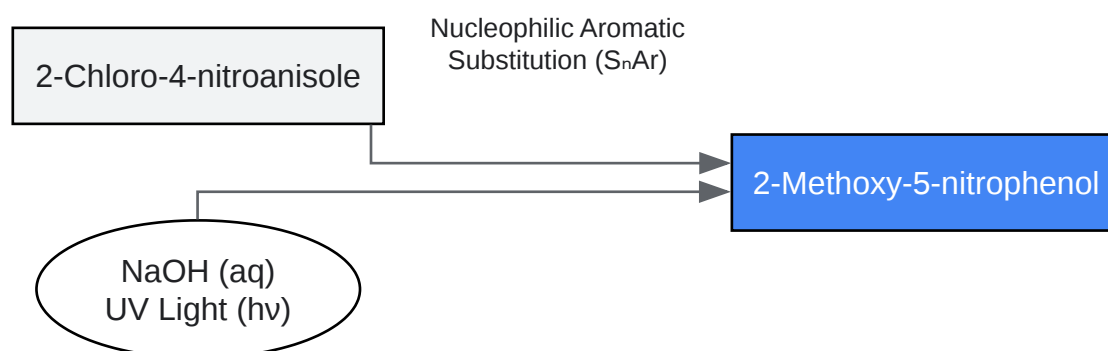 Nucleophilic Aromatic
Substitution (SₙAr)
2-Chloro-4-nitroanisole
2-Methoxy-5-nitrophenol
NaOH (aq)
UV Light (hν)